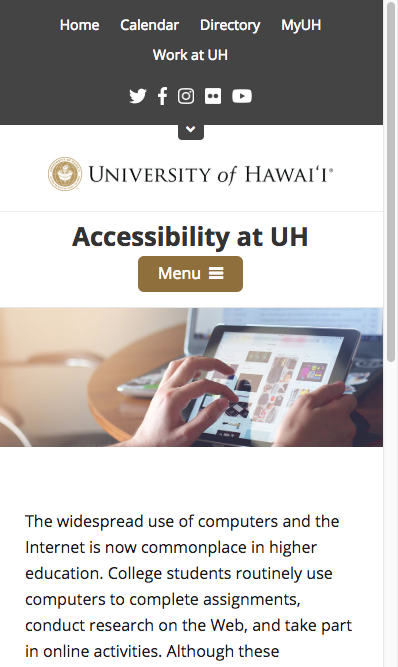 Home Calendar Directory MyUH
Work at UH
UNIVERSITY of HAWAIʻI®
Accessibility at UH
Menu
The widespread use of computers and the
Internet is now commonplace in higher
education. College students routinely use
computers to complete assignments,
conduct research on the Web, and take part
in online activities. Although these